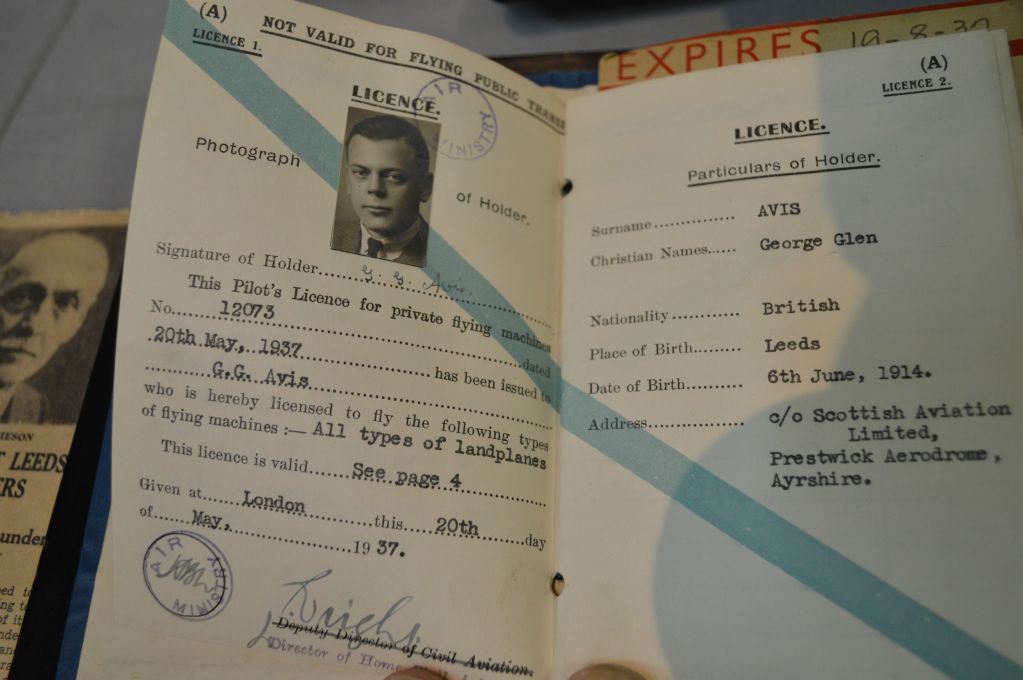 (A)
LICENCE 1.
NOT VALID FOR FLYING PUBLIC
LICENCE.
AIR MINISTRY
Photograph
of Holder.
Signature of Holder......G. G. Avis.
This Pilot's Licence for private flying machines
No.....12073..........dated
20th May, 1937..........has been issued to
..........G.G. Avis..........
who is hereby licensed to fly the following types
of flying machines :— All types of landplanes
This licence is valid......See page 4..........
Given at......London..........this....20th......day
of......May,..........19 37.
AIR MINISTRY
Deputy Director of Civil Aviation.
Director of Home
EXPIRES 19-8-37
(A)
LICENCE 2.
LICENCE.
Particulars of Holder.
Surname.............. AVIS
Christian Names...... George Glen
Nationality........... British
Place of Birth......... Leeds
Date of Birth.......... 6th June, 1914.
Address................ c/o Scottish Aviation
Limited,
Prestwick Aerodrome,
Ayrshire.
LEEDS